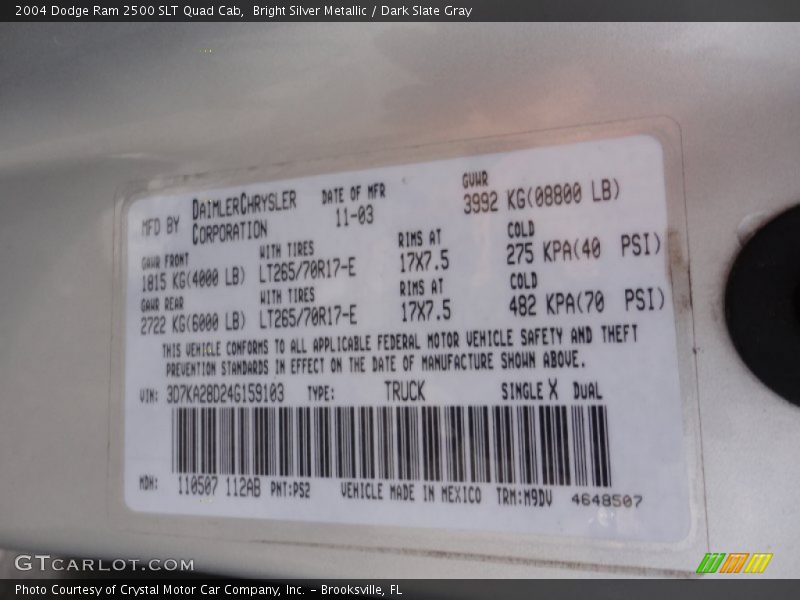 2004 Dodge Ram 2500 SLT Quad Cab,  Bright Silver Metallic / Dark Slate Gray
MFD BY DAIMLERCHRYSLER CORPORATION DATE OF MFR 11-03 GVWR 3992 KG(08800 LB)
GAWR FRONT WITH TIRES RIMS AT COLD
1815 KG(4000 LB) LT265/70R17-E 17X7.5 275 KPA(40 PSI)
GAWR REAR WITH TIRES RIMS AT COLD
2722 KG(6000 LB) LT265/70R17-E 17X7.5 482 KPA(70 PSI)
THIS VEHICLE CONFORMS TO ALL APPLICABLE FEDERAL MOTOR VEHICLE SAFETY AND THEFT
PREVENTION STANDARDS IN EFFECT ON THE DATE OF MANUFACTURE SHOWN ABOVE.
VIN: 3D7KA28D24G159103 TYPE: TRUCK SINGLE X DUAL
MDH: 110507 112AB PNT:PS2 VEHICLE MADE IN MEXICO TRM:M9DV 4648507
GTCARLOT.COM
Photo Courtesy of Crystal Motor Car Company, Inc. – Brooksville, FL